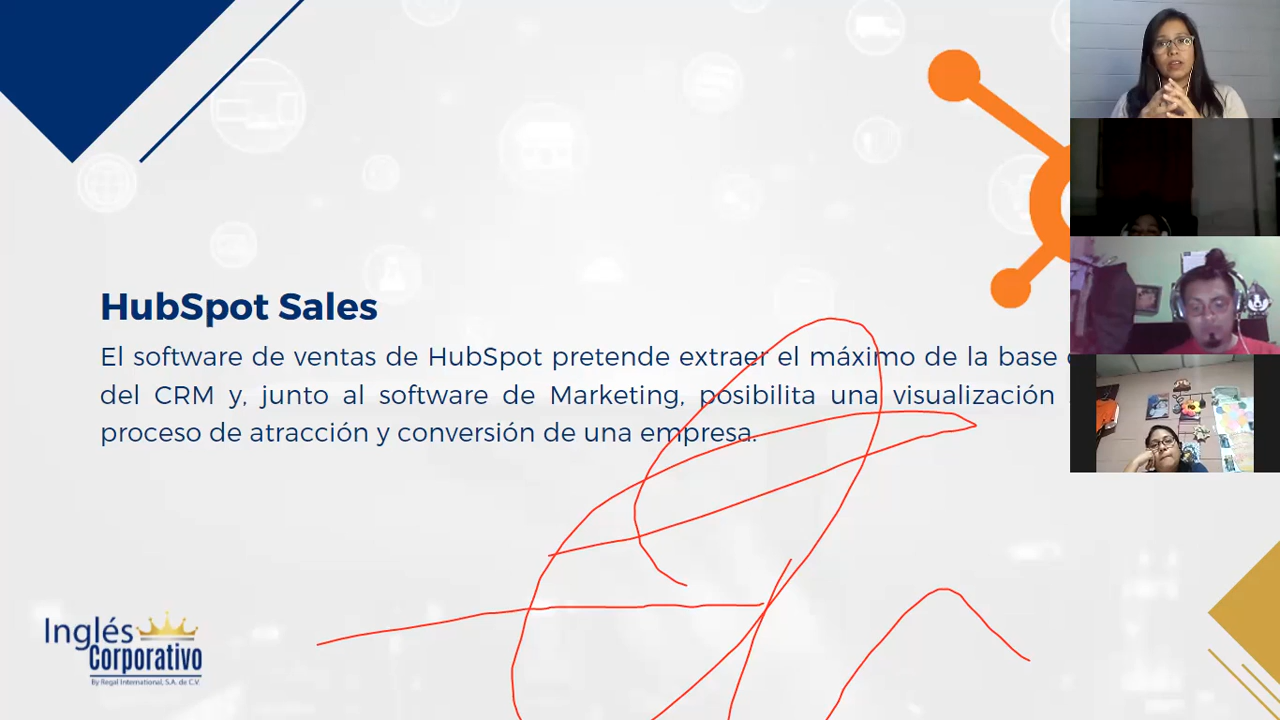 HubSpot Sales
El software de ventas de HubSpot pretende extraer el máximo de la base
del CRM y, junto al software de Marketing, posibilita una visualización
proceso de atracción y conversión de una empresa.
Inglés
Corporativo
By Regal International, S.A. de C.V.